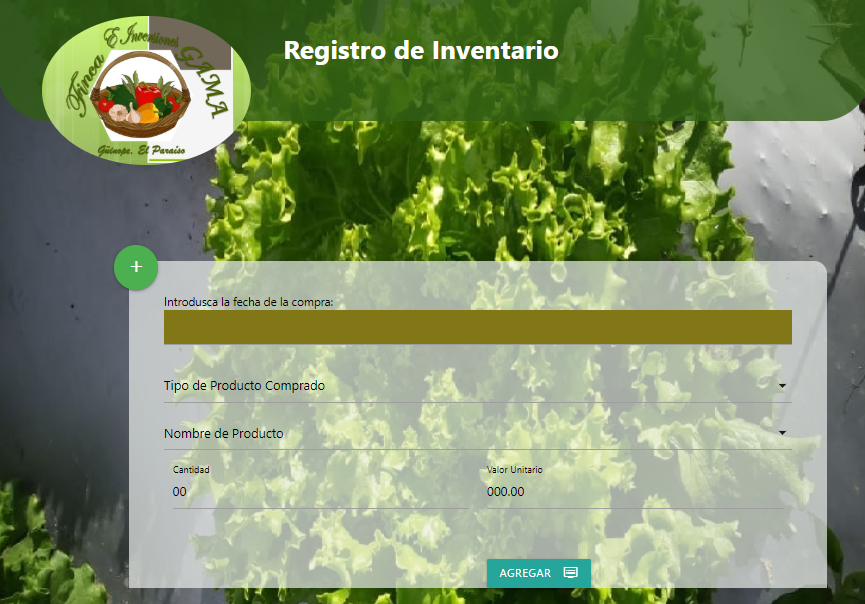 Finca E Inversiones GAMA
Güinope, El Paraíso
Registro de Inventario
+
Introdusca la fecha de la compra:
Tipo de Producto Comprado
Nombre de Producto
Cantidad
Valor Unitario
00
000.00
AGREGAR